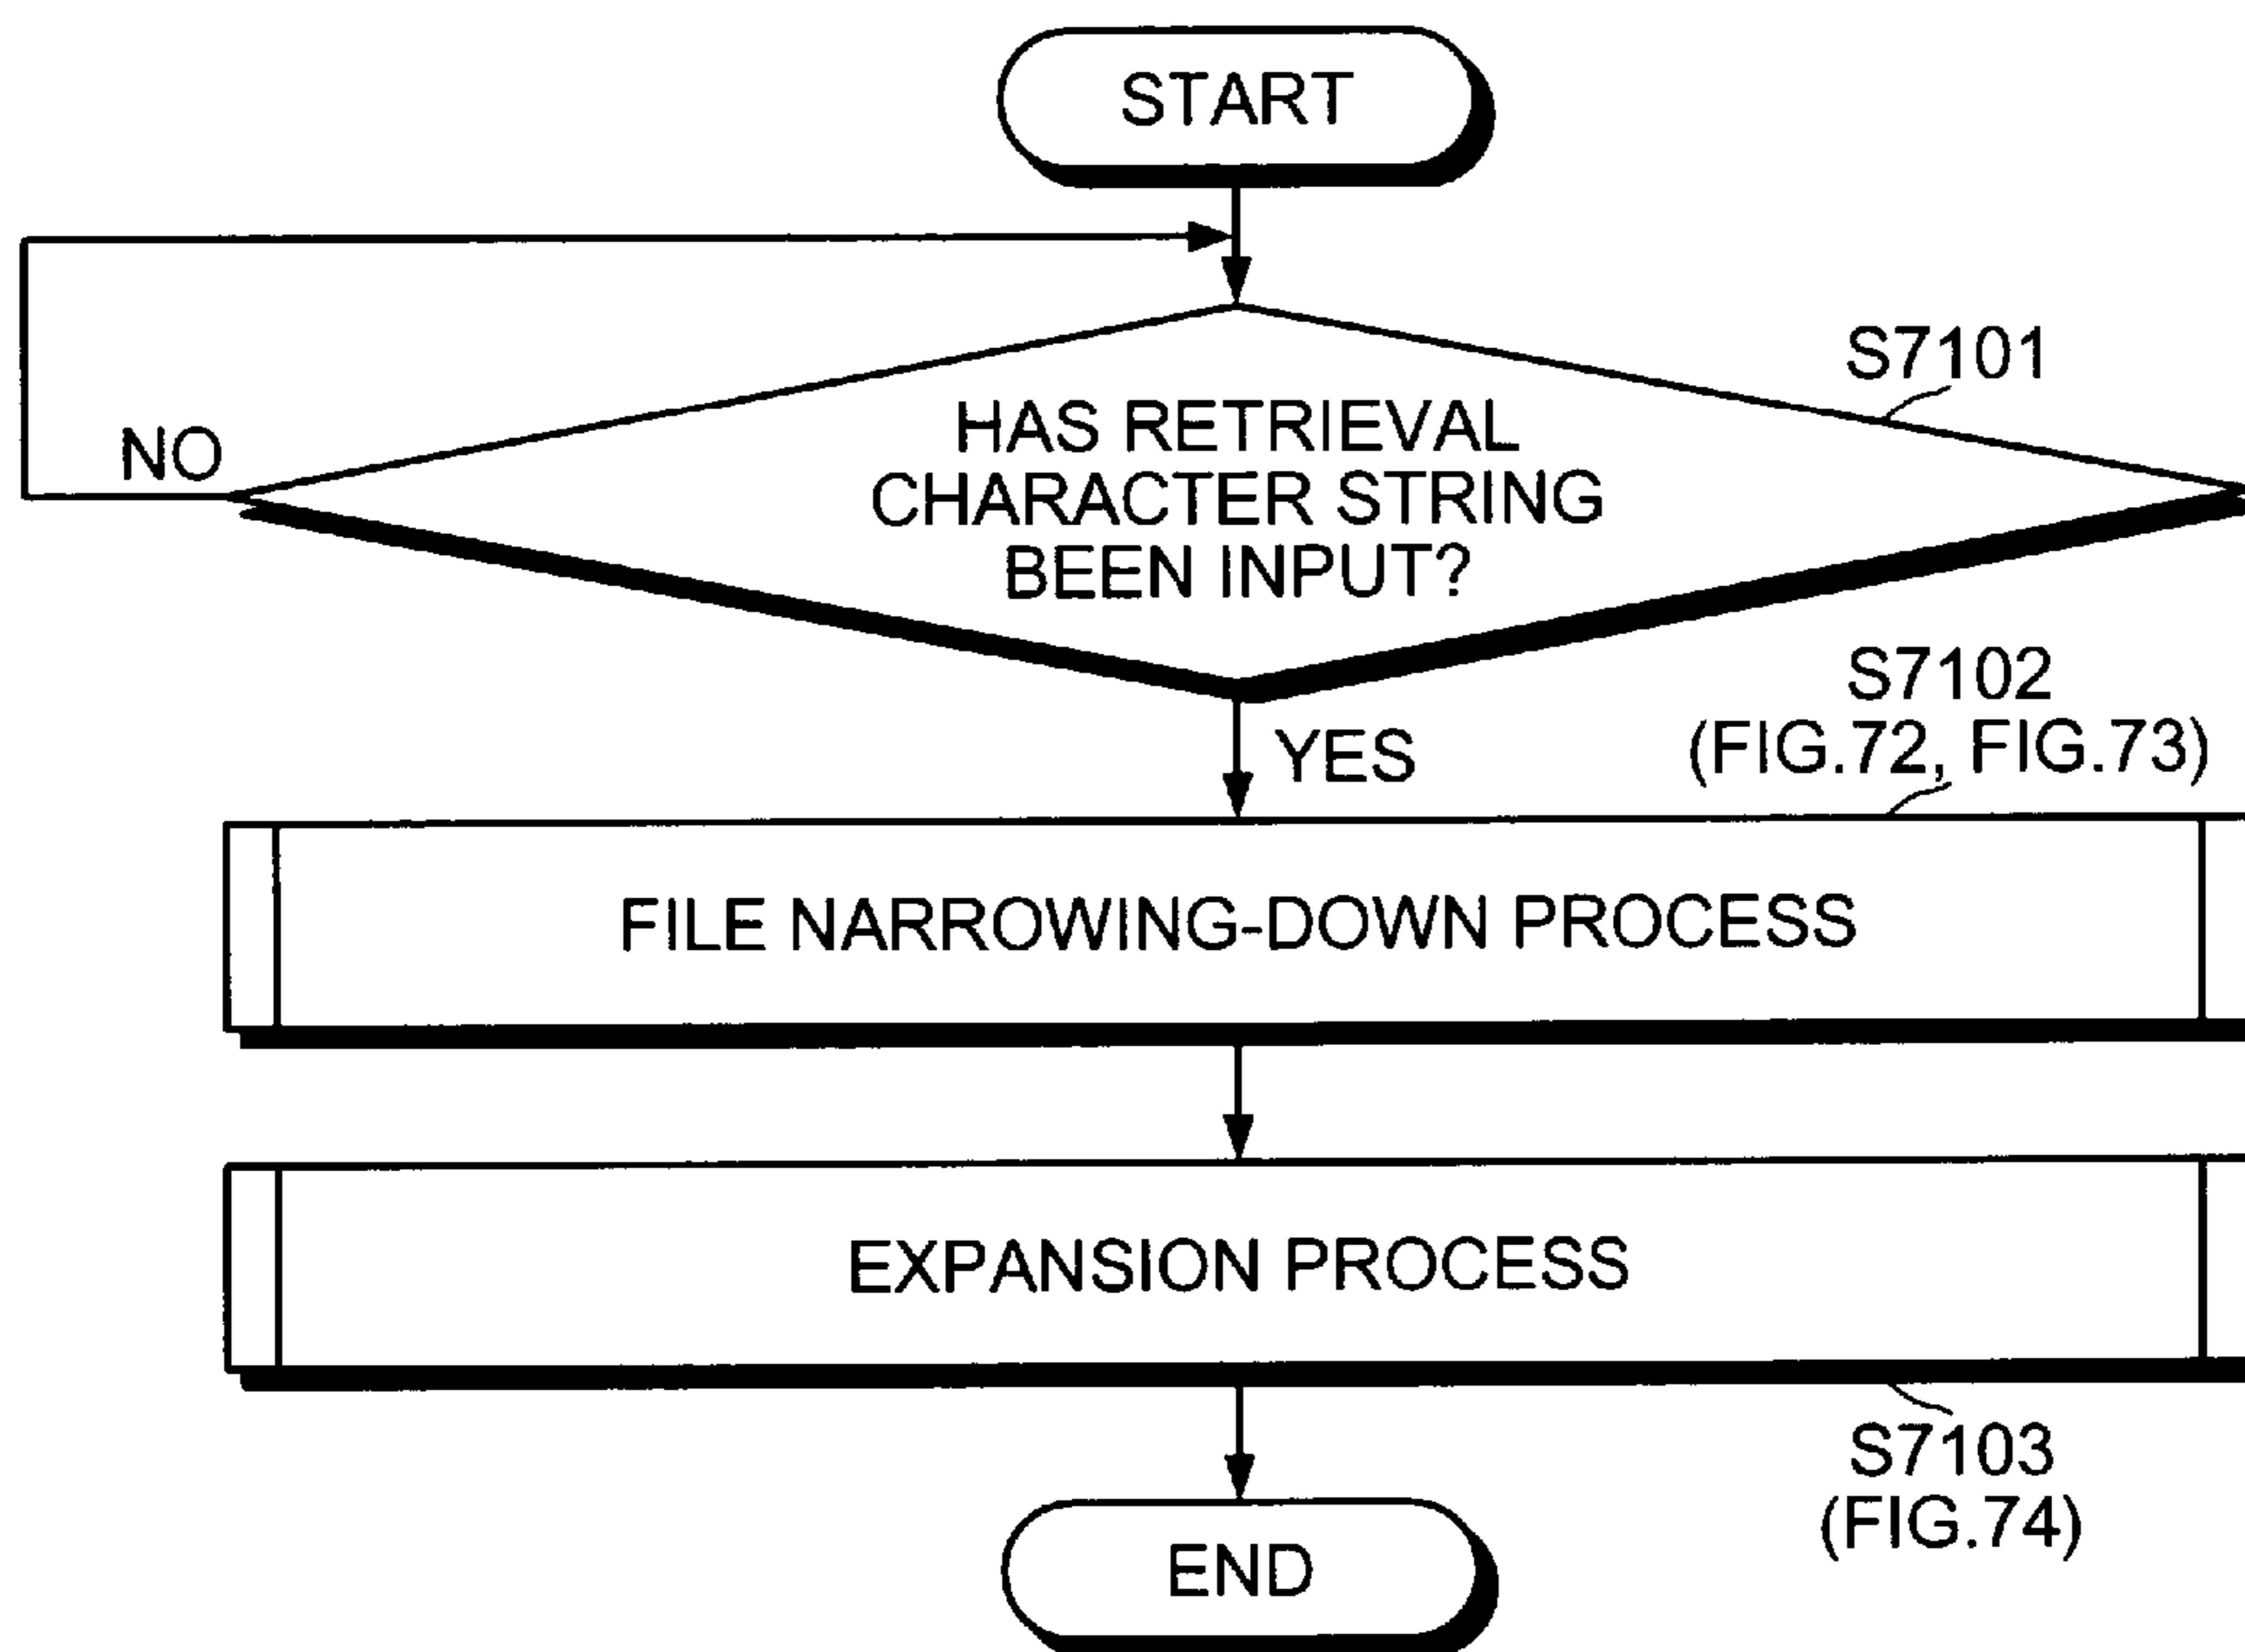 START
S7101
NO
HAS RETRIEVAL
CHARACTER STRING
BEEN INPUT?
S7102
(FIG.72, FIG.73)
YES
FILE NARROWING-DOWN PROCESS
EXPANSION PROCESS
S7103
(FIG.74)
END